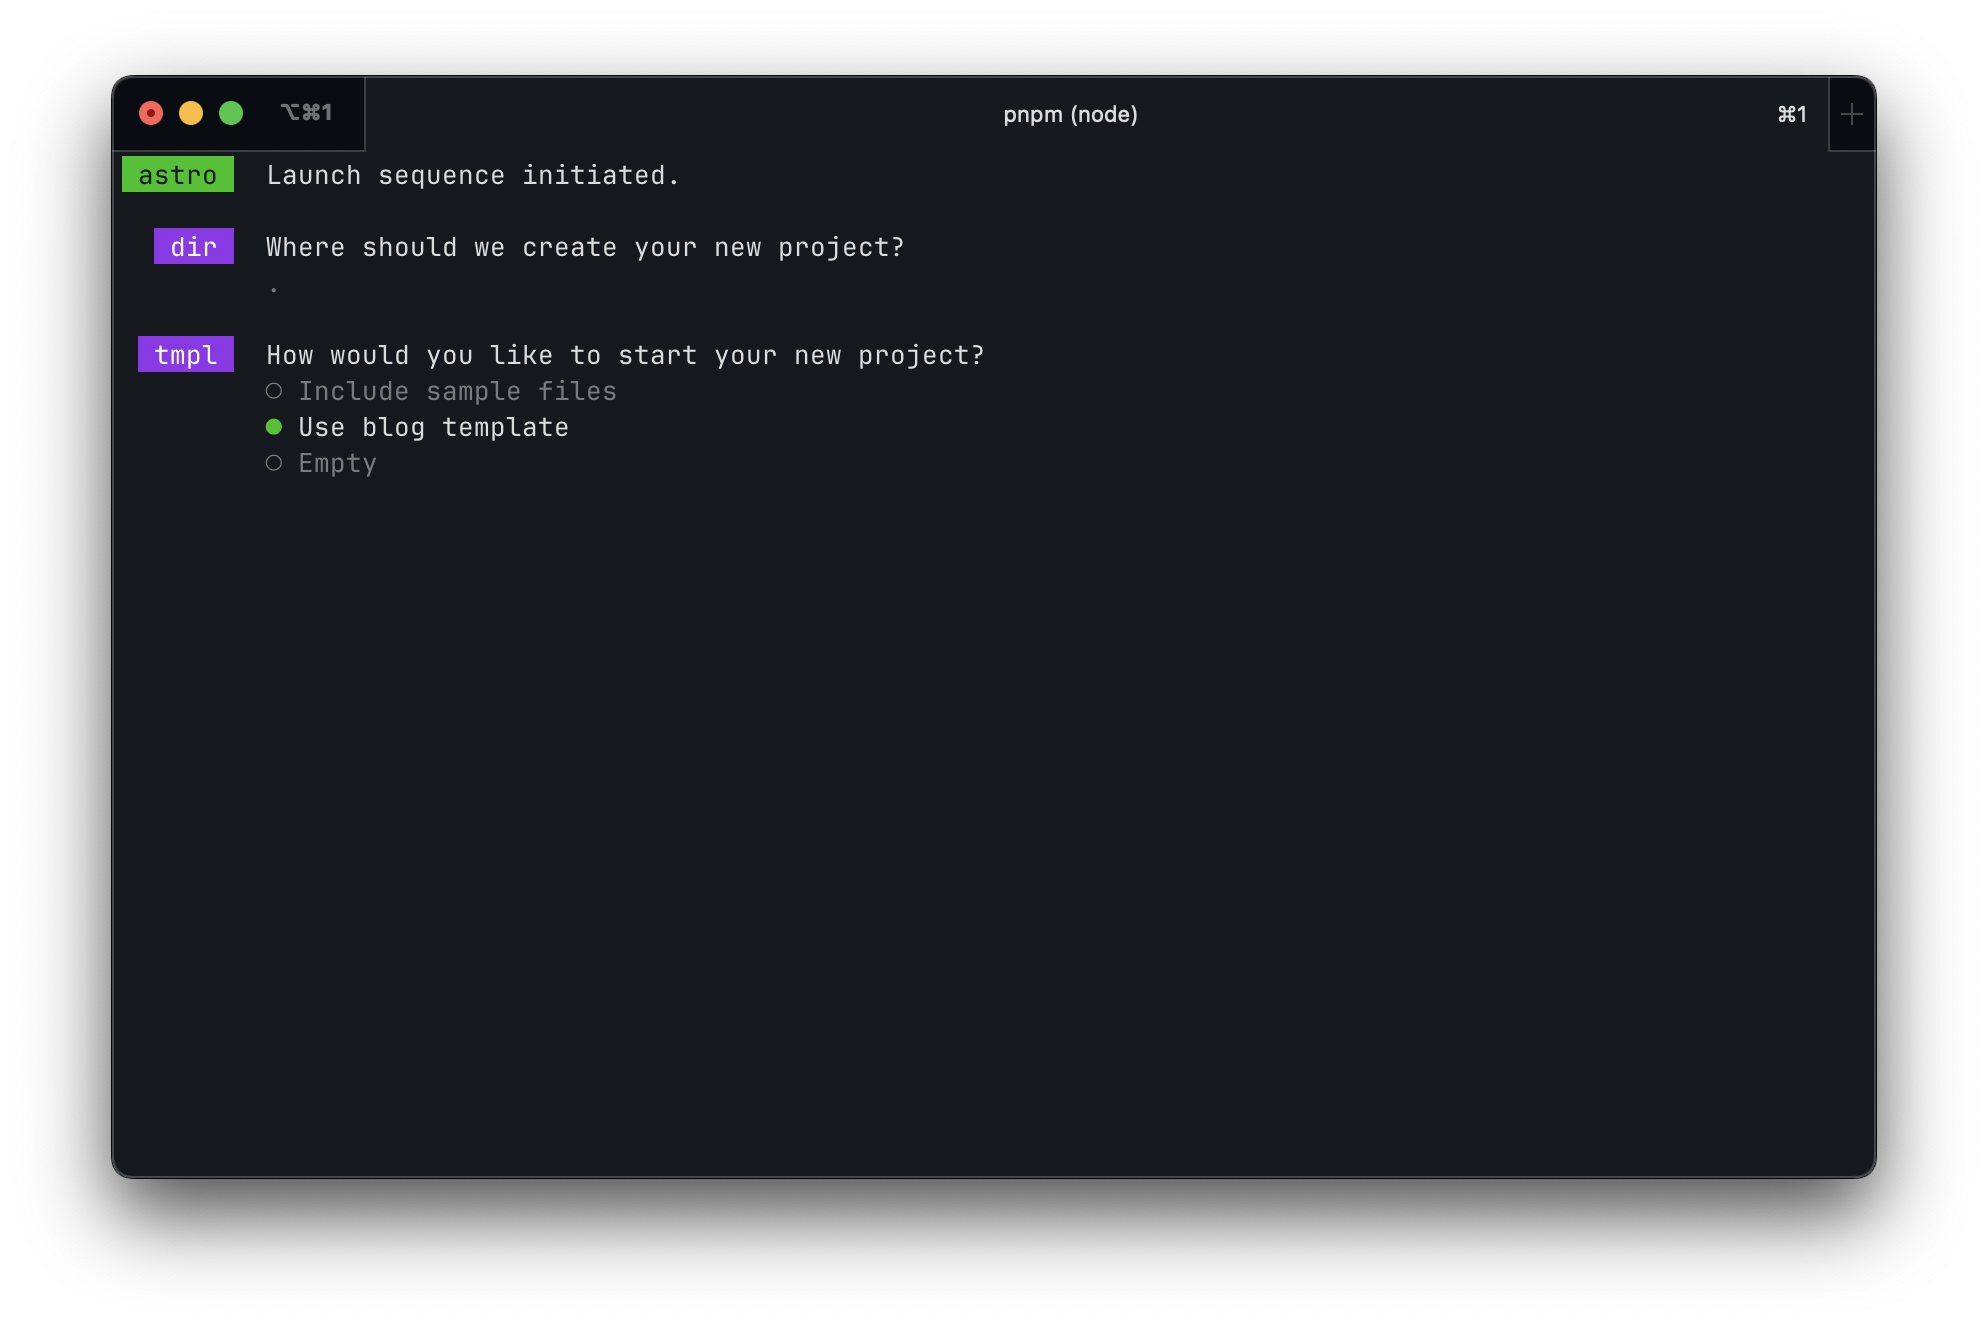 ⌥⌘1 pnpm (node) ⌘1
astro Launch sequence initiated.
dir Where should we create your new project?
.
tmpl How would you like to start your new project?
○ Include sample files
● Use blog template
○ Empty